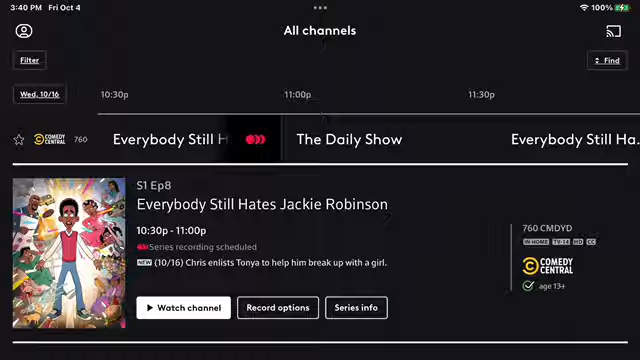 3:40 PM Fri Oct 4
100%
All channels
Filter
Find
Wed, 10/16
10:30p
11:00p
11:30p
COMEDY CENTRAL
760
Everybody Still H
The Daily Show
Everybody Still Ha...
S1 Ep8
Everybody Still Hates Jackie Robinson
10:30p - 11:00p
Series recording scheduled
NEW (10/16) Chris enlists Tonya to help him break up with a girl.
Watch channel
Record options
Series info
760 CMDYD
IN-HOME TV-14 HD CC
COMEDY CENTRAL
age 13+